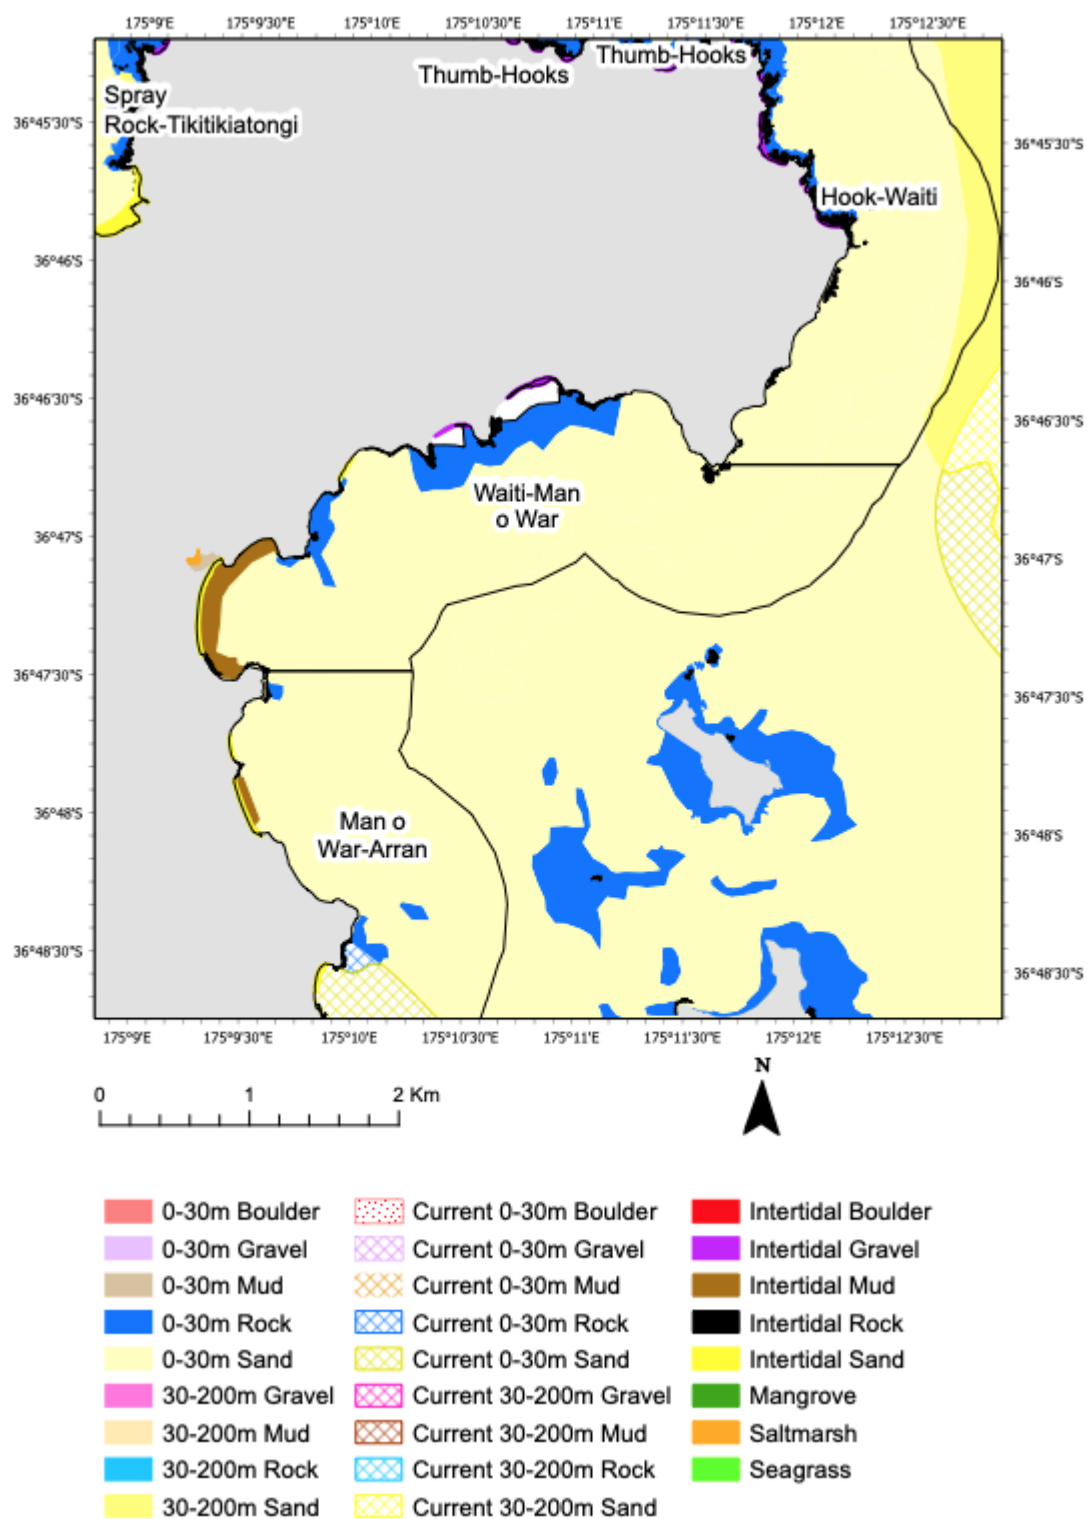 175°9'E 175°9'30"E 175°10'E 175°10'30"E 175°11'E 175°11'30"E 175°12'E 175°12'30"E
Thumb-Hooks
Thumb-Hooks
Spray
Rock-Tikitikiatongi
36°45'30"S
36°45'30"S
Hook-Waiti
36°46'S
36°46'S
36°46'30"S
36°46'30"S
Waiti-Man
o War
36°47'S
36°47'S
36°47'30"S
36°47'30"S
36°48'S
36°48'S
Man o
War-Arran
36°48'30"S
36°48'30"S
175°9'E 175°9'30"E 175°10'E 175°10'30"E 175°11'E 175°11'30"E 175°12'E 175°12'30"E
N
0 1 2 Km
0-30m Boulder
0-30m Gravel
0-30m Mud
0-30m Rock
0-30m Sand
30-200m Gravel
30-200m Mud
30-200m Rock
30-200m Sand
Current 0-30m Boulder
Current 0-30m Gravel
Current 0-30m Mud
Current 0-30m Rock
Current 0-30m Sand
Current 30-200m Gravel
Current 30-200m Mud
Current 30-200m Rock
Current 30-200m Sand
Intertidal Boulder
Intertidal Gravel
Intertidal Mud
Intertidal Rock
Intertidal Sand
Mangrove
Saltmarsh
Seagrass